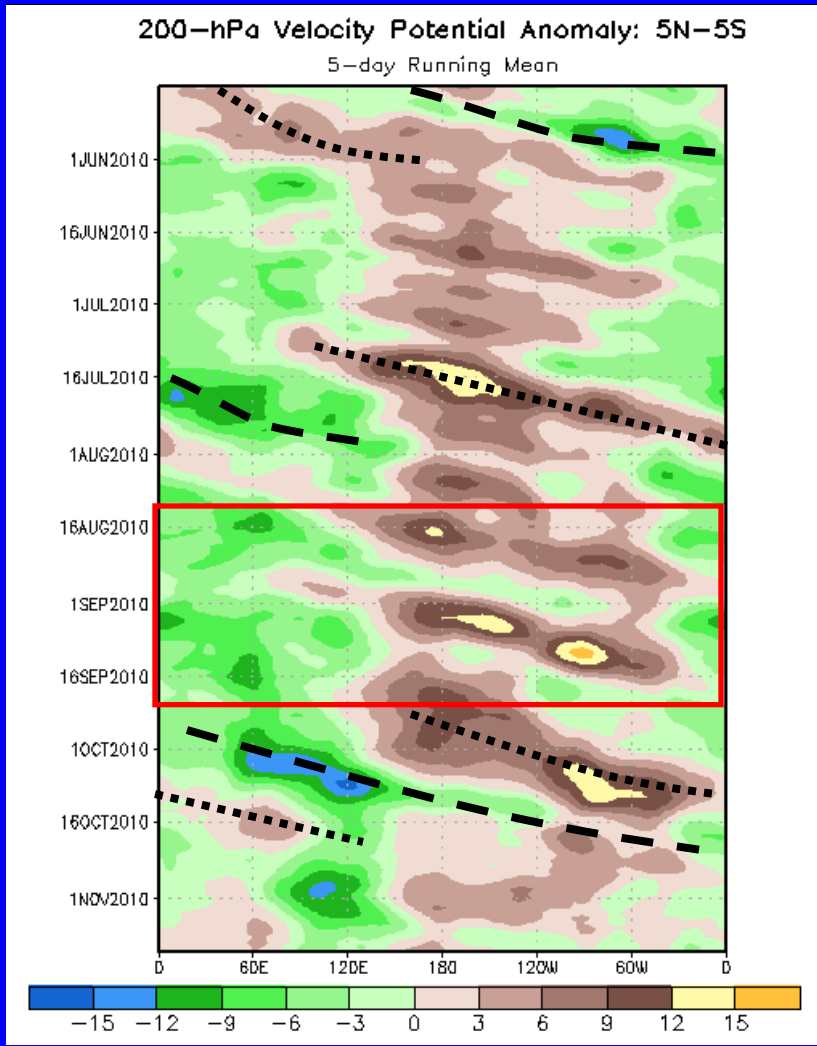 200-hPa Velocity Potential Anomaly: 5N-5S
5-day Running Mean
1JUN2010
16JUN2010
1JUL2010
16JUL2010
1AUG2010
16AUG2010
1SEP2010
16SEP2010
1OCT2010
16OCT2010
1NOV2010
0 60E 120E 180 120W 60W 0
-15 -12 -9 -6 -3 0 3 6 9 12 15